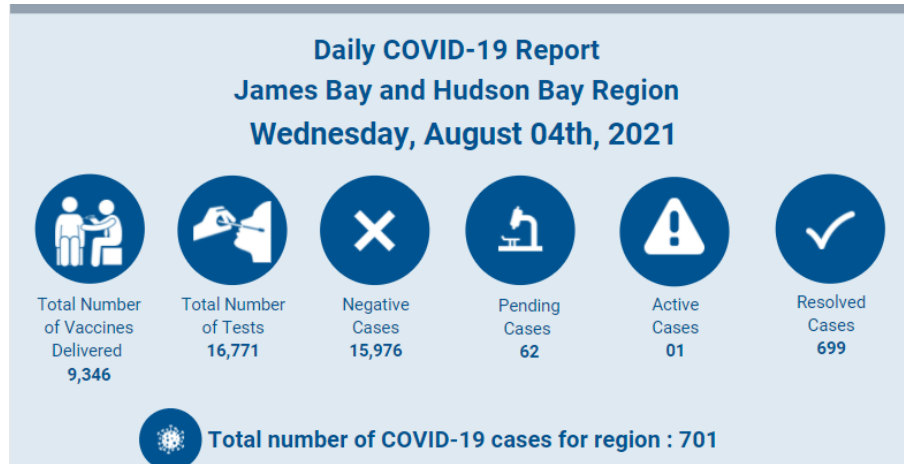 Daily COVID-19 Report
James Bay and Hudson Bay Region
Wednesday, August 04th, 2021
Total Number
of Vaccines
Delivered
9,346
Total Number
of Tests
16,771
Negative
Cases
15,976
Pending
Cases
62
Active
Cases
01
Resolved
Cases
699
Total number of COVID-19 cases for region : 701